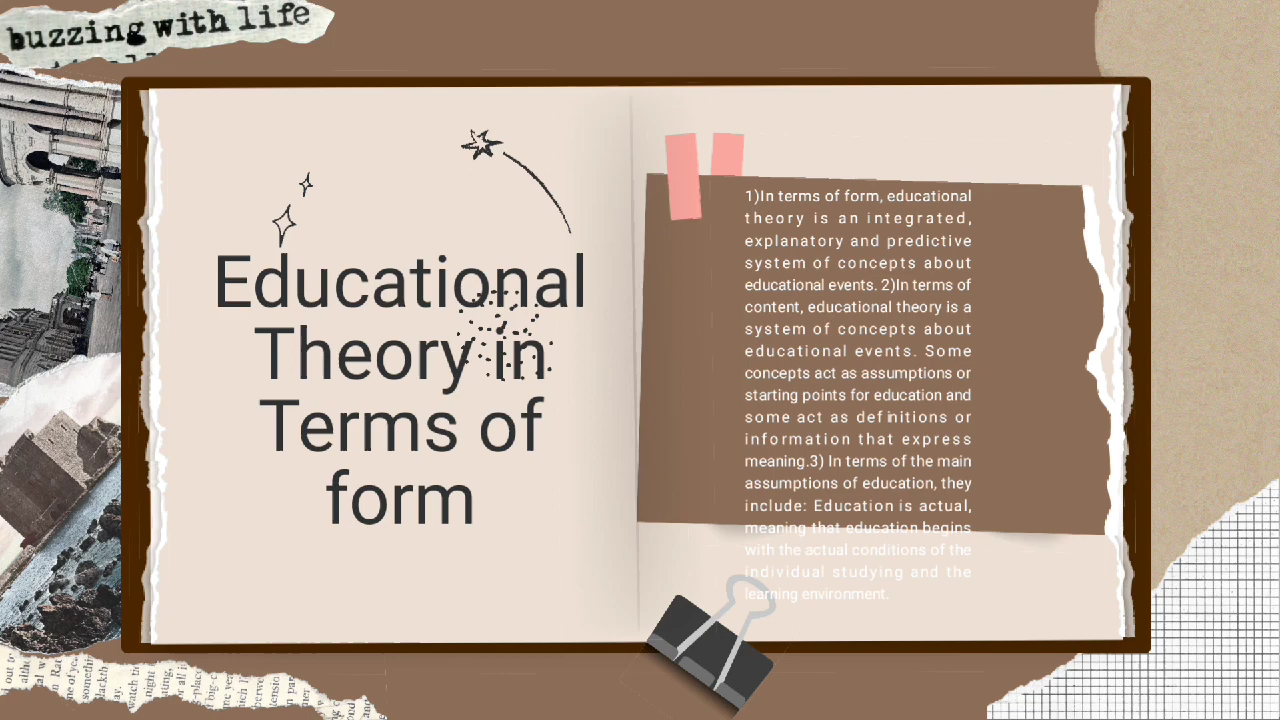 buzzing with life
Educational
Theory in
Terms of
form
1)In terms of form, educational
theory is an integrated,
explanatory and predictive
system of concepts about
educational events. 2)In terms of
content, educational theory is a
system of concepts about
educational events. Some
concepts act as assumptions or
starting points for education and
some act as definitions or
information that express
meaning.3) In terms of the main
assumptions of education, they
include: Education is actual,
meaning that education begins
with the actual conditions of the
individual studying and the
learning environment.